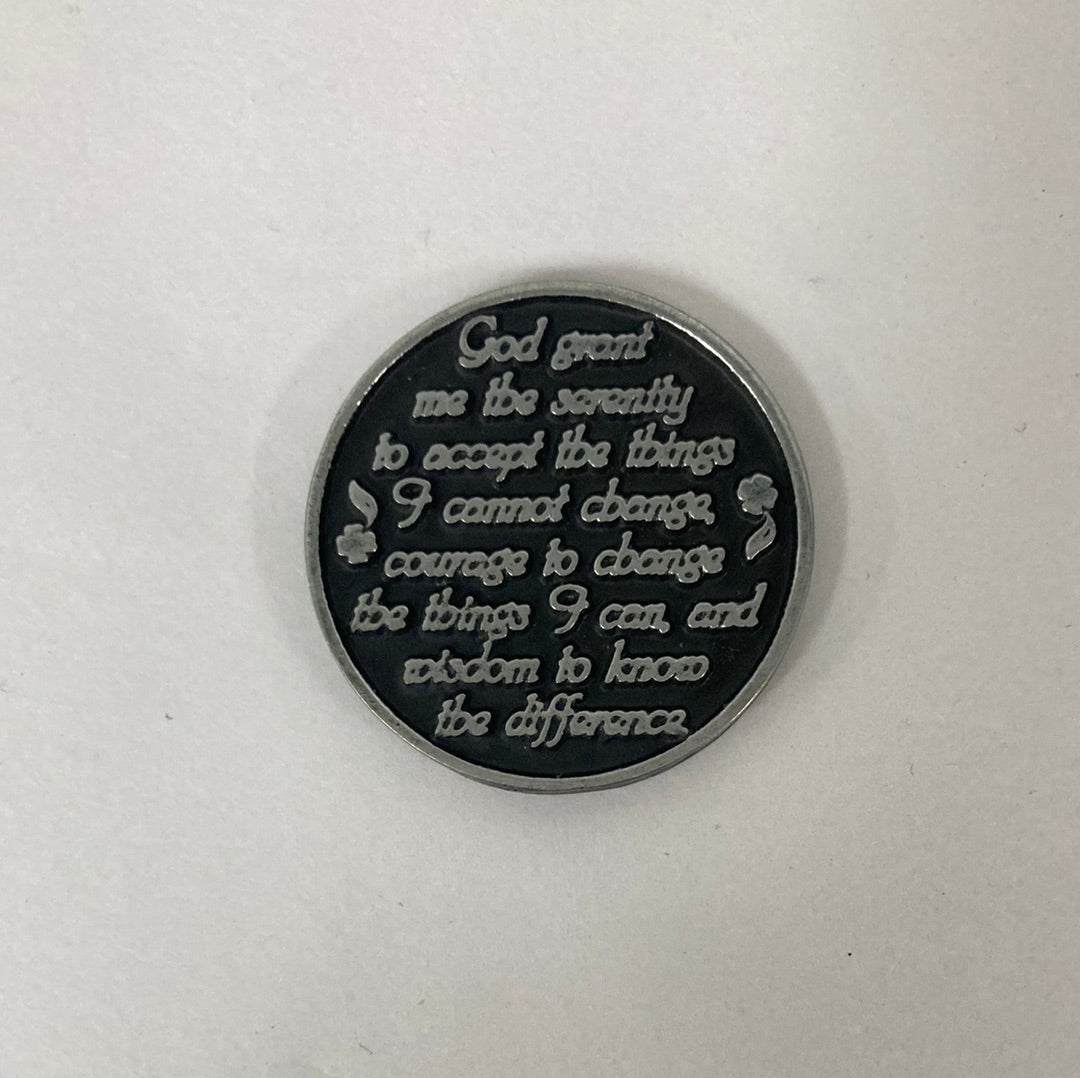 God grant
me the serenity
to accept the things
I cannot change,
courage to change
the things I can, and
wisdom to know
the difference